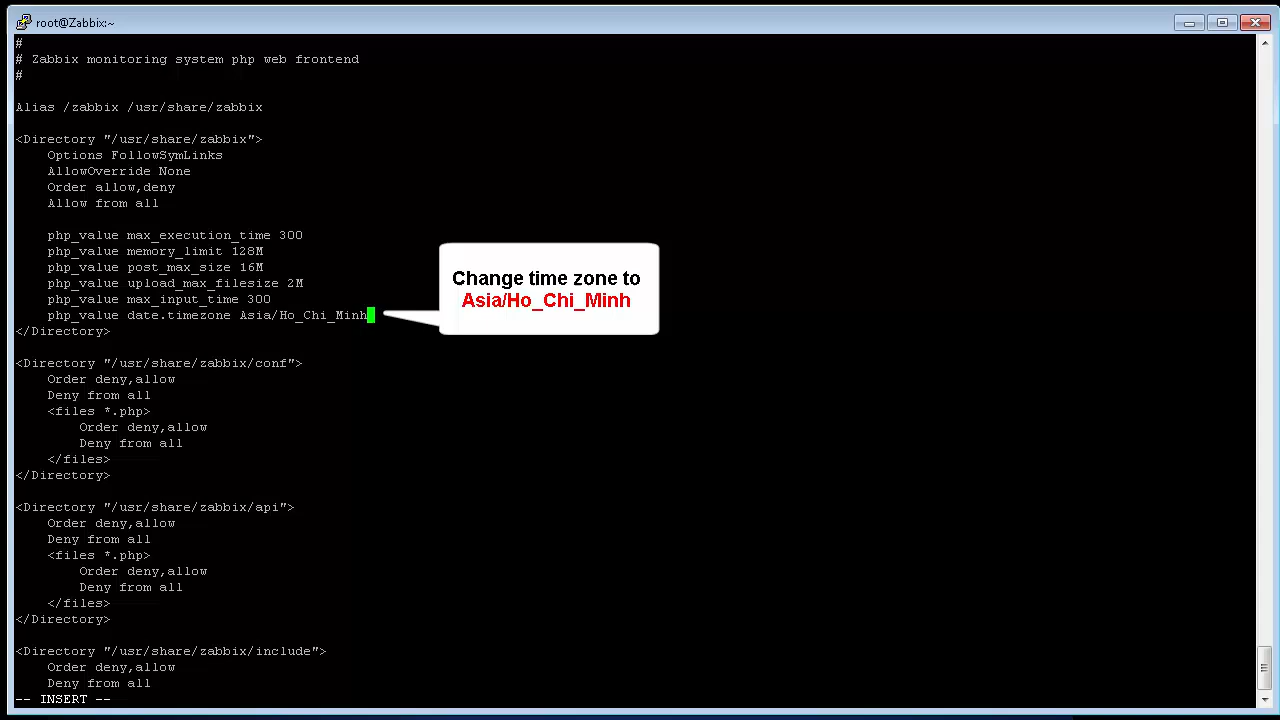 root@Zabbix:~
#
# Zabbix monitoring system php web frontend
#
Alias /zabbix /usr/share/zabbix
<Directory "/usr/share/zabbix">
    Options FollowSymLinks
    AllowOverride None
    Order allow,deny
    Allow from all
    php_value max_execution_time 300
    php_value memory_limit 128M
    php_value post_max_size 16M
    php_value upload_max_filesize 2M
    php_value max_input_time 300
    php_value date.timezone Asia/Ho_Chi_Minh
Change time zone to
Asia/Ho_Chi_Minh
</Directory>
<Directory "/usr/share/zabbix/conf">
    Order deny,allow
    Deny from all
    <files *.php>
        Order deny,allow
        Deny from all
    </files>
</Directory>
<Directory "/usr/share/zabbix/api">
    Order deny,allow
    Deny from all
    <files *.php>
        Order deny,allow
        Deny from all
    </files>
</Directory>
<Directory "/usr/share/zabbix/include">
    Order deny,allow
    Deny from all
-- INSERT --